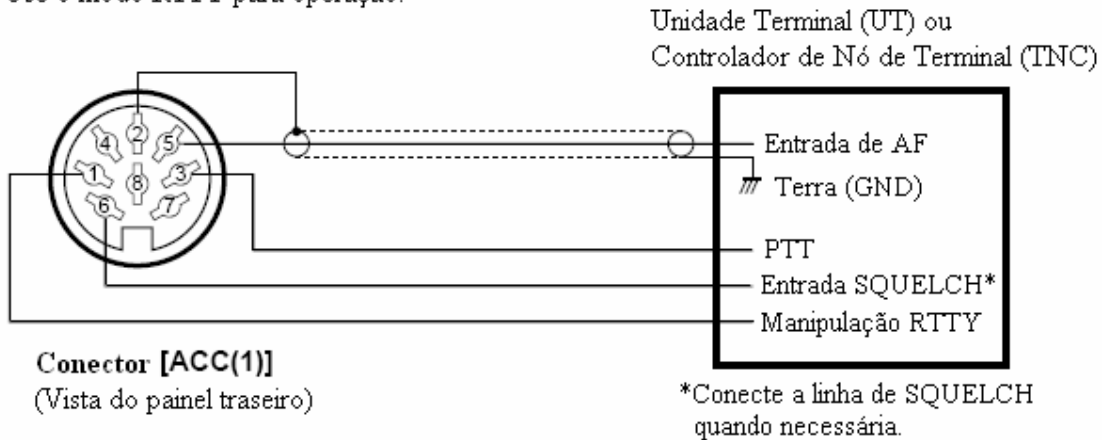 Unidade Terminal (UT) ou
Controlador de Nó de Terminal (TNC)
4
2
5
1
8
3
6
7
Entrada de AF
Terra (GND)
PTT
Entrada SQUELCH*
Manipulação RTTY
Conector [ACC(1)]
(Vista do painel traseiro)
*Conecte a linha de SQUELCH
quando necessária.